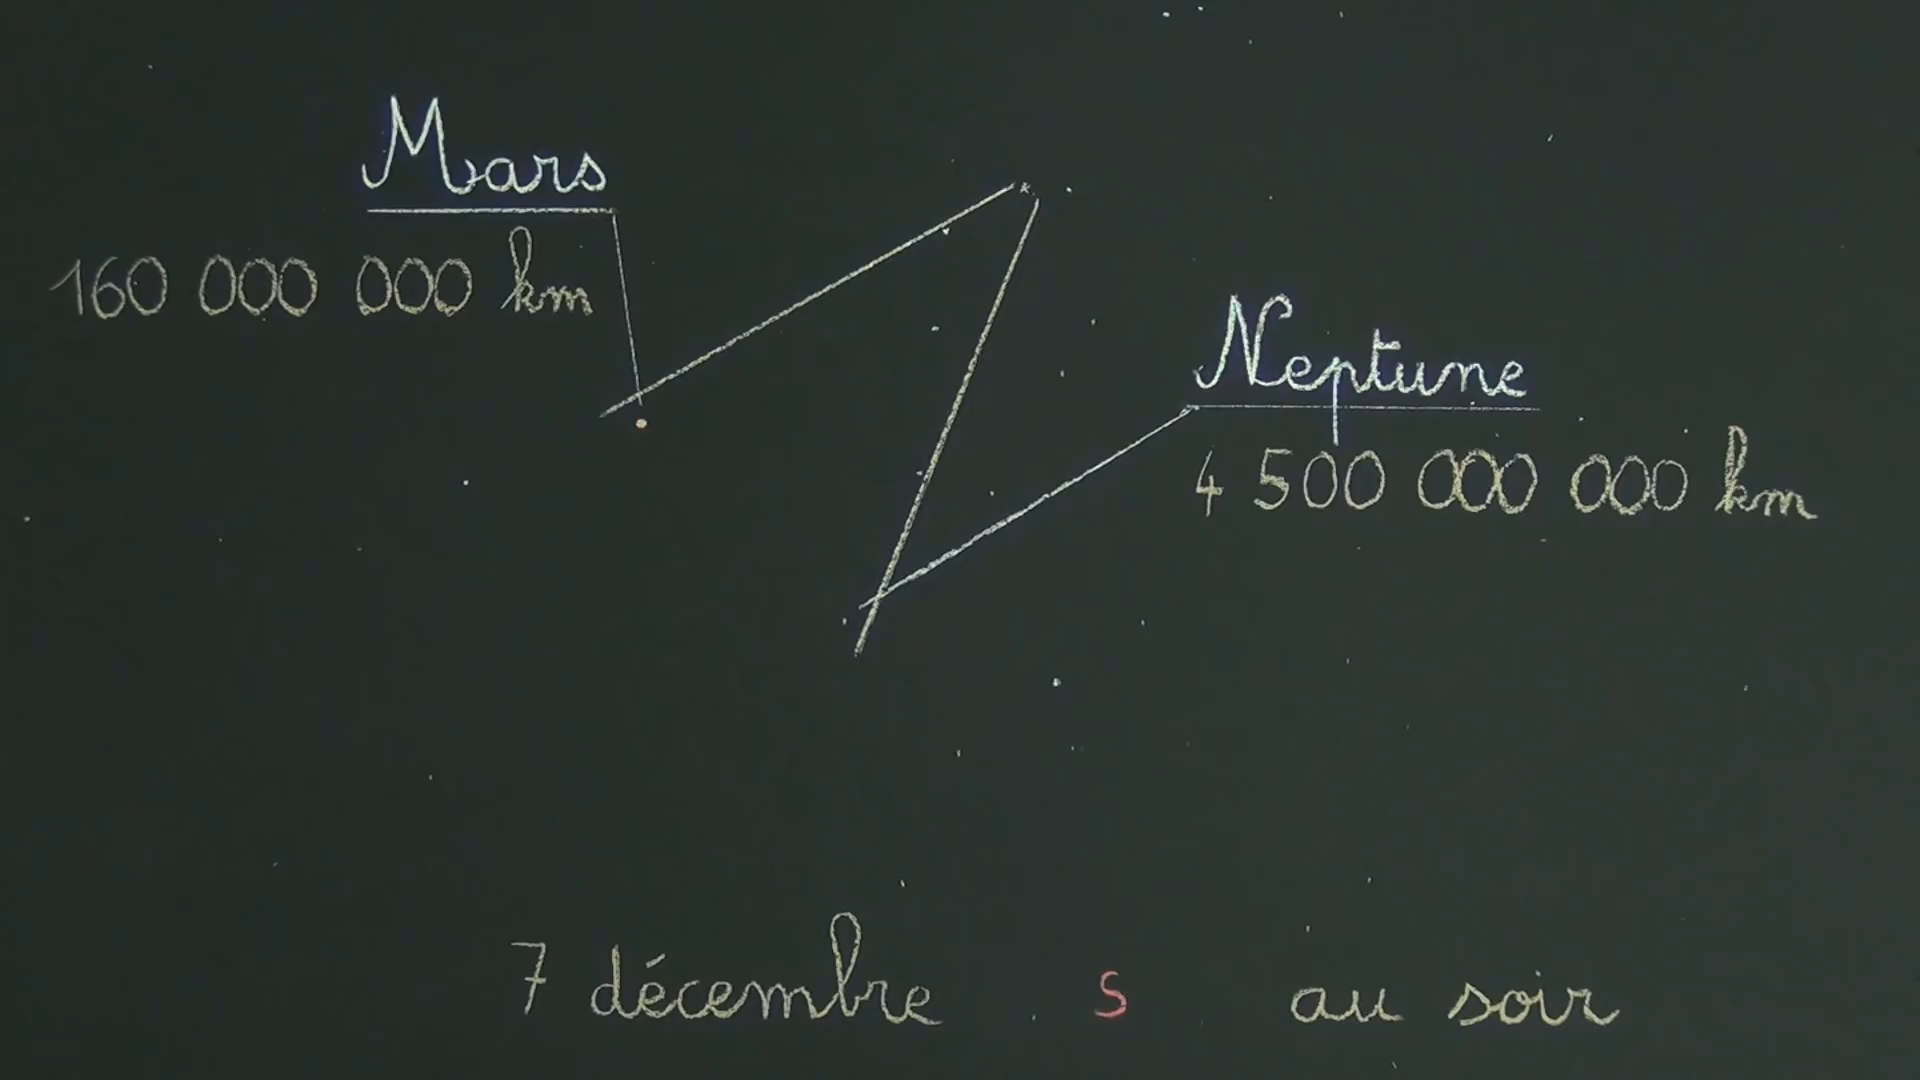 Mars
160 000 000 km
Neptune
4 500 000 000 km
7 décembre S au soir